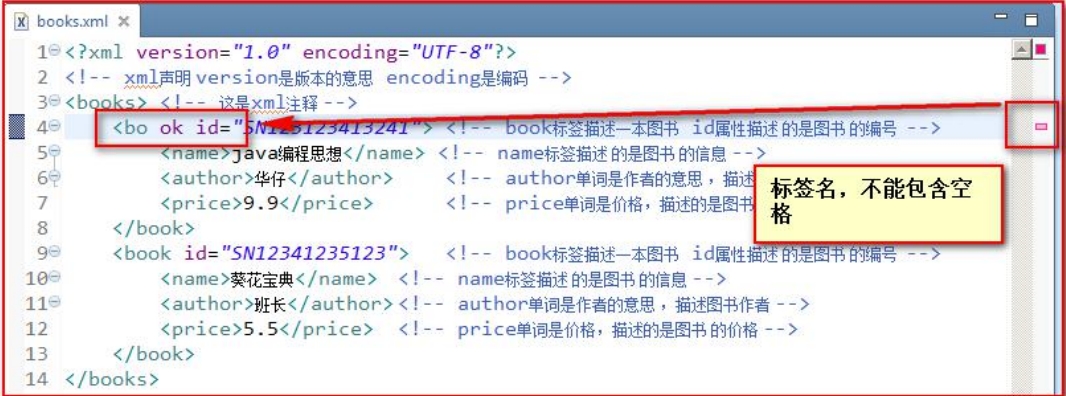 books.xml
1 <?xml version="1.0" encoding="UTF-8"?>
2 <!-- xml声明 version是版本的意思 encoding是编码 -->
3 <books> <!-- 这是xml注释 -->
4 <bo ok id="SN123123413241"> <!-- book标签描述一本图书 id属性描述的是图书的编号 -->
5 <name>java编程思想</name> <!-- name标签描述的是图书的信息 -->
6 <author>华仔</author> <!-- author单词是作者的意思，描述
7 <price>9.9</price> <!-- price单词是价格，描述的是图书
标签名，不能包含空
格
8 </book>
9 <book id="SN12341235123"> <!-- book标签描述一本图书 id属性描述的是图书的编号 -->
10 <name>葵花宝典</name> <!-- name标签描述的是图书的信息 -->
11 <author>班长</author> <!-- author单词是作者的意思，描述图书作者 -->
12 <price>5.5</price> <!-- price单词是价格，描述的是图书的价格 -->
13 </book>
14 </books>